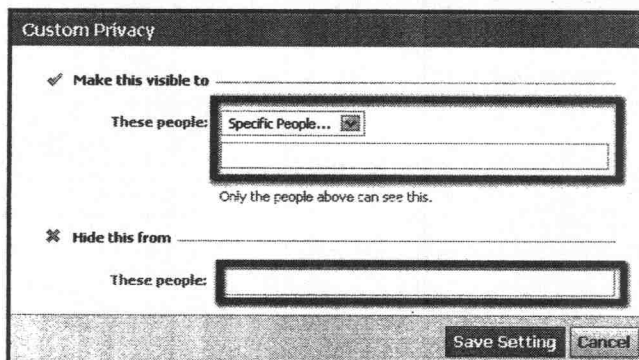 Custom Privacy
Make this visible to
These people: Specific People...
Only the people above can see this.
Hide this from
These people:
Save Setting Cancel